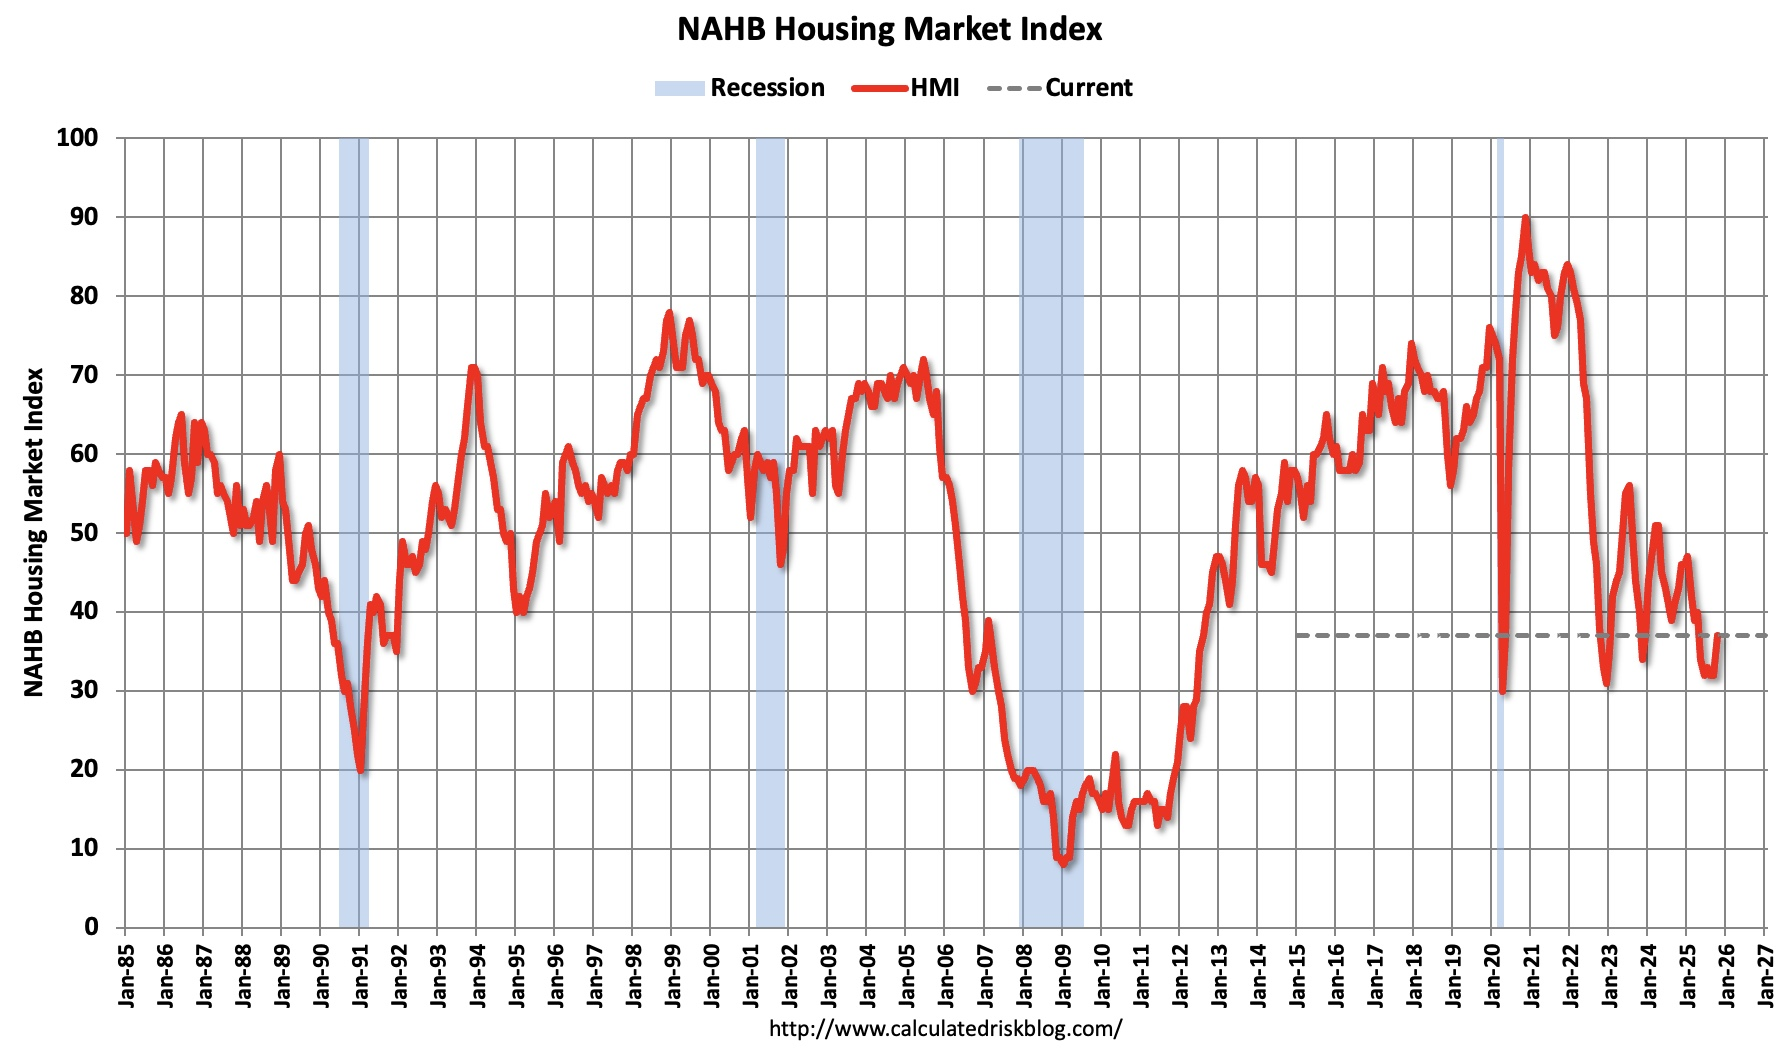 NAHB Housing Market Index
Recession HMI Current
NAHB Housing Market Index
100
90
80
70
60
50
40
30
20
10
0
Jan-85
Jan-86
Jan-87
Jan-88
Jan-89
Jan-90
Jan-91
Jan-92
Jan-93
Jan-94
Jan-95
Jan-96
Jan-97
Jan-98
Jan-99
Jan-00
Jan-01
Jan-02
Jan-03
Jan-04
Jan-05
Jan-06
Jan-07
Jan-08
Jan-09
Jan-10
Jan-11
Jan-12
Jan-13
Jan-14
Jan-15
Jan-16
Jan-17
Jan-18
Jan-19
Jan-20
Jan-21
Jan-22
Jan-23
Jan-24
Jan-25
Jan-26
Jan-27
http://www.calculatedriskblog.com/